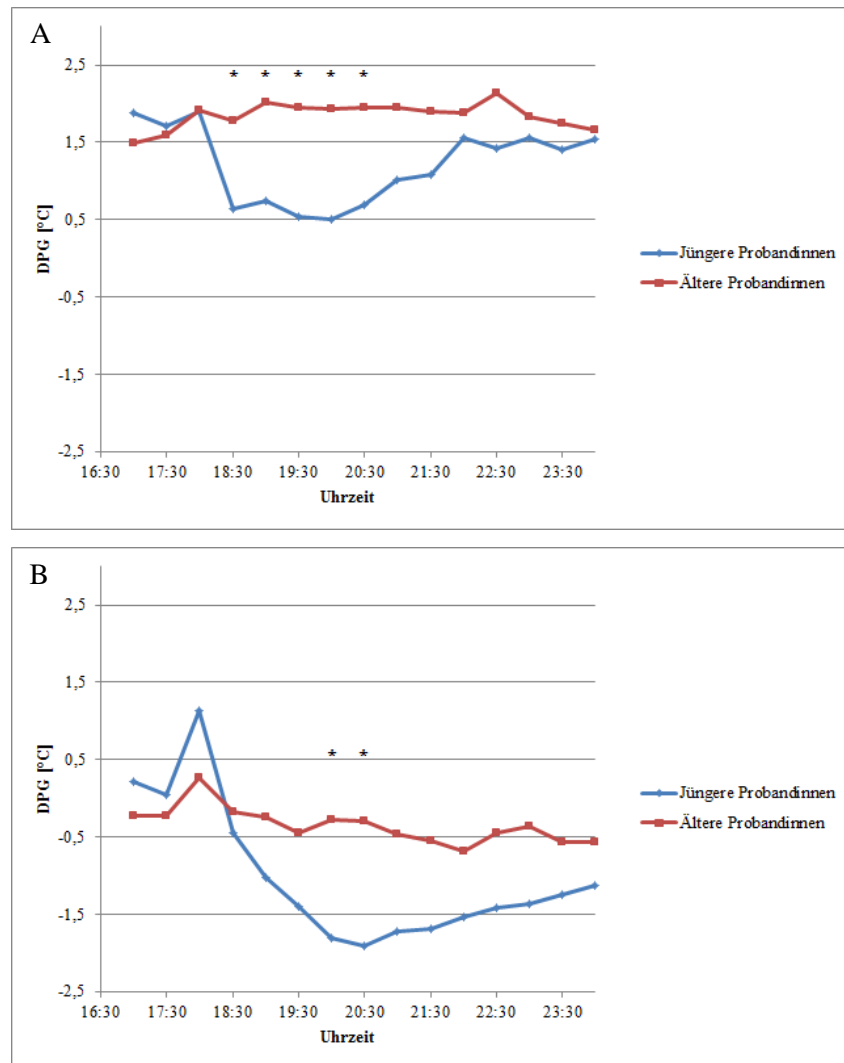 A
2,5
* * * * *
1,5
0,5
-0,5
-1,5
-2,5
DPG [°C]
16:30 17:30 18:30 19:30 20:30 21:30 22:30 23:30
Uhrzeit
Jüngere Probandinnen
Ältere Probandinnen
B
2,5
1,5
0,5
* *
-0,5
-1,5
-2,5
DPG [°C]
16:30 17:30 18:30 19:30 20:30 21:30 22:30 23:30
Uhrzeit
Jüngere Probandinnen
Ältere Probandinnen